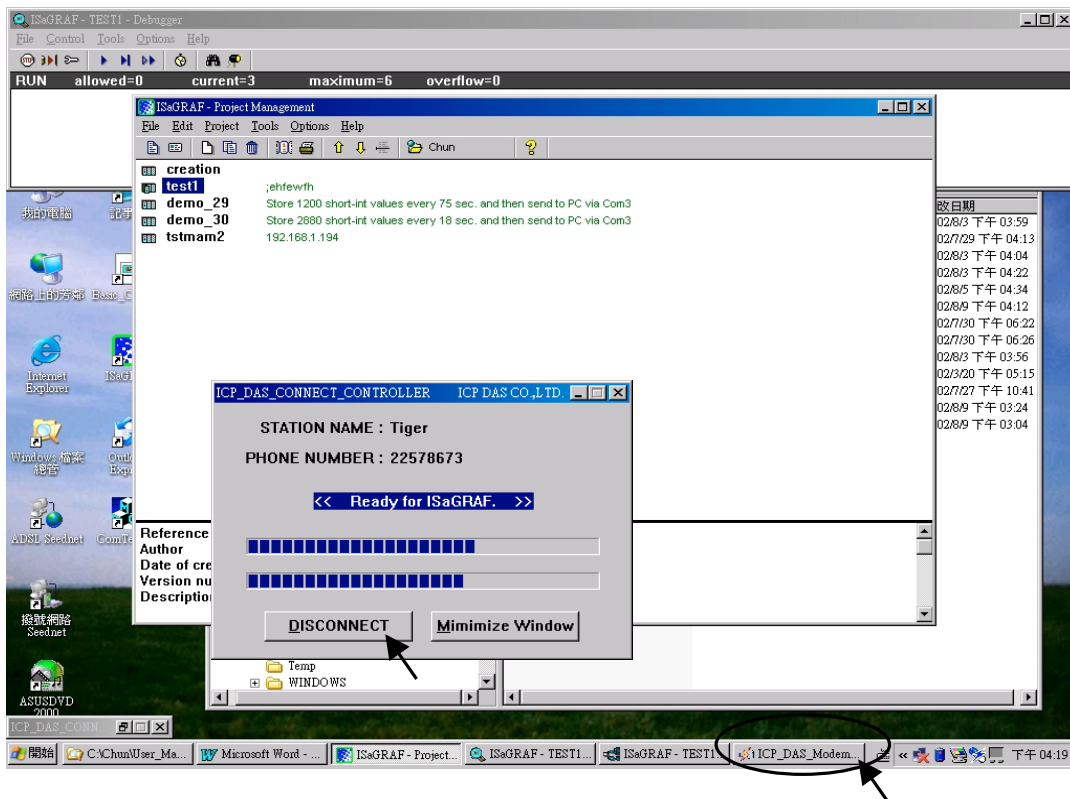 ISaGRAF - TEST1 - Debugger
File Control Tools Options Help
RUN allowed=0 current=3 maximum=6 overflow=0
ISaGRAF - Project Management
File Edit Project Tools Options Help
Chun
creation
test1 ;ehfewfh
demo_29 Store 1200 short-int values every 75 sec. and then send to PC via Com3
demo_30 Store 2880 short-int values every 18 sec. and then send to PC via Com3
tstmam2 192.168.1.194
我的電腦
網路上的芳鄰
Internet Explorer
Windows 檔案總管
ADSL Seednet
撥號網路 Seednet
ASUSDVD 2000
改日期
02/8/3 下午 03:59
02/7/29 下午 04:13
02/8/3 下午 04:04
02/8/3 下午 04:22
02/8/5 下午 04:34
02/8/9 下午 04:12
02/7/30 下午 06:22
02/7/30 下午 06:26
02/8/3 下午 03:56
02/3/20 下午 05:15
02/7/27 下午 10:41
02/8/9 下午 03:24
02/8/9 下午 03:04
ICP_DAS_CONNECT_CONTROLLER ICP DAS CO.,LTD.
STATION NAME : Tiger
PHONE NUMBER : 22578673
<< Ready for ISaGRAF. >>
DISCONNECT
Mimimize Window
Reference
Author
Date of cre
Version nu
Descriptio
Temp
WINDOWS
ICP_DAS_CONN
開始
C:\Chun\User_Ma...
Microsoft Word - ...
ISaGRAF - Project...
ISaGRAF - TEST1...
ISaGRAF - TEST1...
ICP_DAS_Modem...
下午 04:19